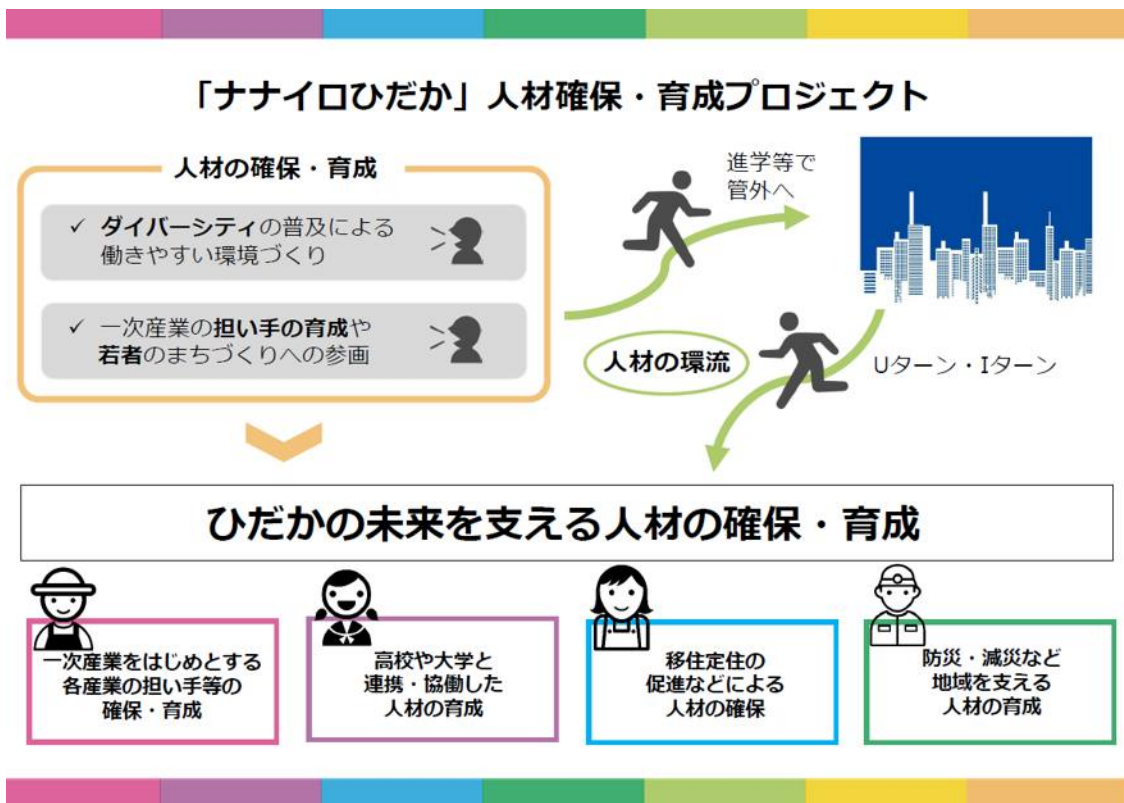 「ナナイロひだか」人材確保・育成プロジェクト
人材の確保・育成
✓ ダイバーシティの普及による
働きやすい環境づくり
✓ 一次産業の担い手の育成や
若者のまちづくりへの参画
進学等で
管外へ
人材の環流
Uターン・Iターン
ひだかの未来を支える人材の確保・育成
一次産業をはじめとする
各産業の担い手等の
確保・育成
高校や大学と
連携・協働した
人材の育成
移住定住の
促進などによる
人材の確保
防災・減災など
地域を支える
人材の育成